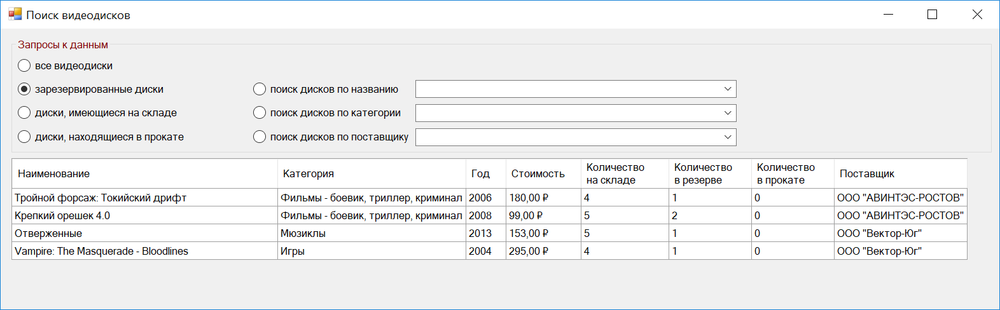 Поиск видеодисков
Запросы к данным
все видеодиски
зарезервированные диски
поиск дисков по названию
диски, имеющиеся на складе
поиск дисков по категории
диски, находящиеся в прокате
поиск дисков по поставщику
Наименование Категория Год Стоимость Количество на складе Количество в резерве Количество в прокате Поставщик
Тройной форсаж: Токийский дрифт Фильмы - боевик, триллер, криминал 2006 180,00 ₽ 4 1 0 ООО "АВИНТЭС-РОСТОВ"
Крепкий орешек 4.0 Фильмы - боевик, триллер, криминал 2008 99,00 ₽ 5 2 0 ООО "АВИНТЭС-РОСТОВ"
Отверженные Мюзиклы 2013 153,00 ₽ 5 1 0 ООО "Вектор-Юг"
Vampire: The Masquerade - Bloodlines Игры 2004 295,00 ₽ 4 1 0 ООО "Вектор-Юг"